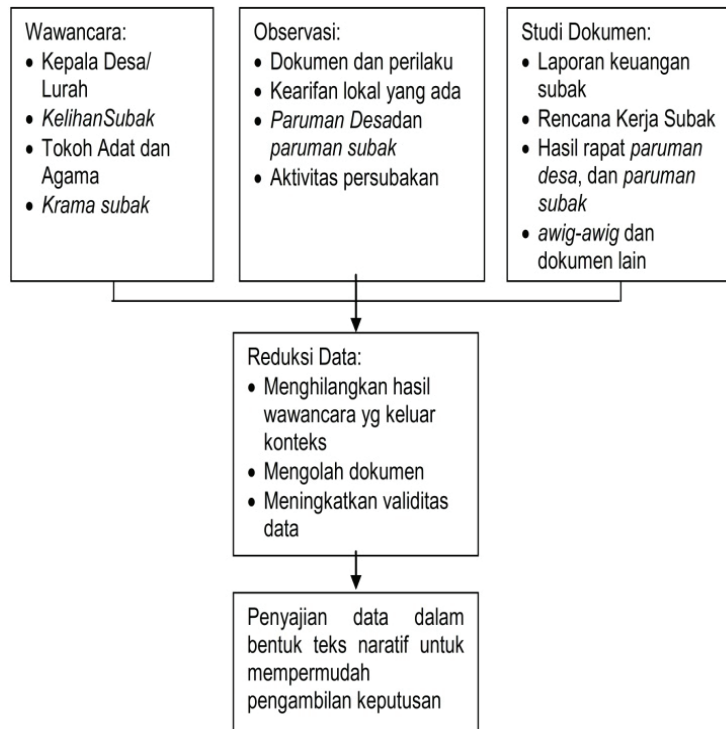 Wawancara:
• Kepala Desa/
Lurah
• KelihanSubak
• Tokoh Adat dan
Agama
• Krama subak
Observasi:
• Dokumen dan perilaku
• Kearifan lokal yang ada
• Paruman Desadan
paruman subak
• Aktivitas persubakan
Studi Dokumen:
• Laporan keuangan
subak
• Rencana Kerja Subak
• Hasil rapat paruman
desa, dan paruman
subak
• awig-awig dan
dokumen lain
Reduksi Data:
• Menghilangkan hasil
wawancara yg keluar
konteks
• Mengolah dokumen
• Meningkatkan validitas
data
Penyajian data dalam
bentuk teks naratif untuk
mempermudah
pengambilan keputusan